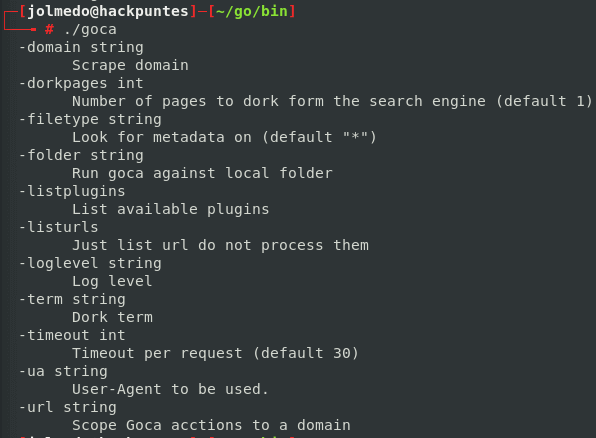 [jolmedo@hackpuntes]-[~/go/bin]
# ./goca
-domain string
Scrape domain
-dorkpages int
Number of pages to dork form the search engine (default 1)
-filetype string
Look for metadata on (default "*")
-folder string
Run goca against local folder
-listplugins
List available plugins
-listurls
Just list url do not process them
-loglevel string
Log level
-term string
Dork term
-timeout int
Timeout per request (default 30)
-ua string
User-Agent to be used.
-url string
Scope Goca acctions to a domain